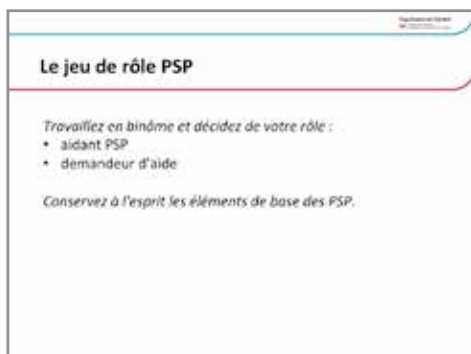 Le jeu de rôle PSP
Travaillez en binôme et décidez de votre rôle :
• aidant PSP
• demandeur d'aide
Conservez à l'esprit les éléments de base des PSP.